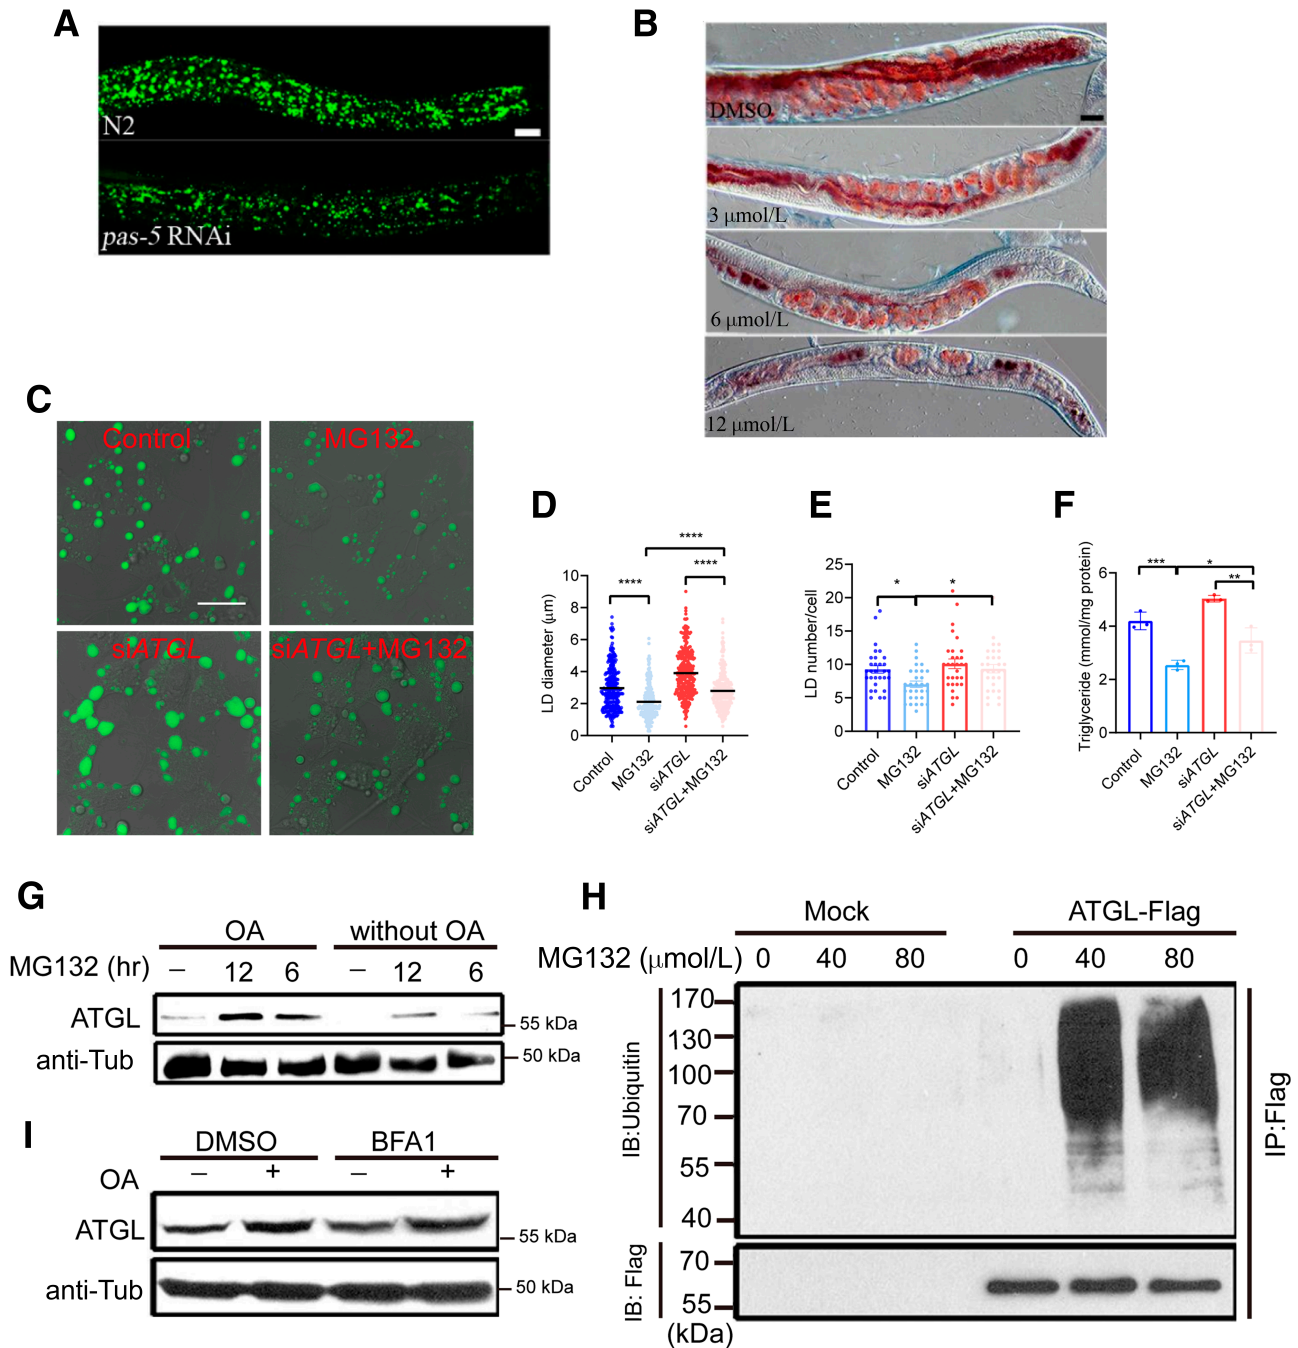 A
N2
pas-5 RNAi
B
DMSO
3 μmol/L
6 μmol/L
12 μmol/L
C
Control
MG132
siATGL
siATGL+MG132
D
****
****
****
LD diameter (μm)
10
8
6
4
2
0
Control
MG132
siATGL
siATGL+MG132
E
*
*
LD number/cell
25
20
15
10
5
0
Control
MG132
siATGL
siATGL+MG132
F
***
*
**
Triglyceride (mmol/mg protein)
6
4
2
0
Control
MG132
siATGL
siATGL+MG132
G
OA
without OA
MG132 (hr)
–
12
6
–
12
6
ATGL
55 kDa
anti-Tub
50 kDa
H
Mock
ATGL-Flag
MG132 (μmol/L)
0
40
80
0
40
80
IB:Ubiquitin
170
130
100
70
55
40
IB: Flag
70
55
(kDa)
IP:Flag
I
DMSO
BFA1
OA
–
+
–
+
ATGL
55 kDa
anti-Tub
50 kDa